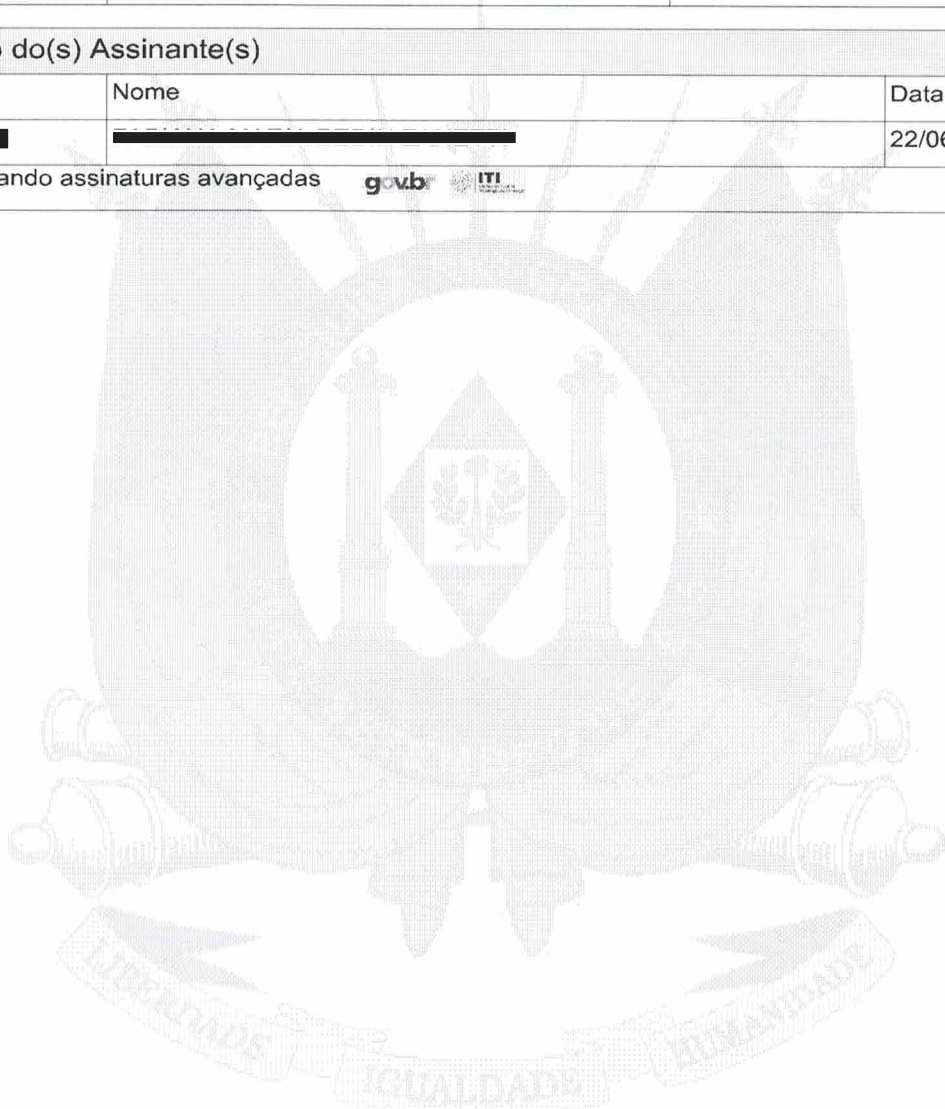 do(s) Assinante(s)
Nome
Data
22/06
ando assinaturas avançadas gov.br ITI
LIBERDADE
IGUALDADE
HUMANIDADE